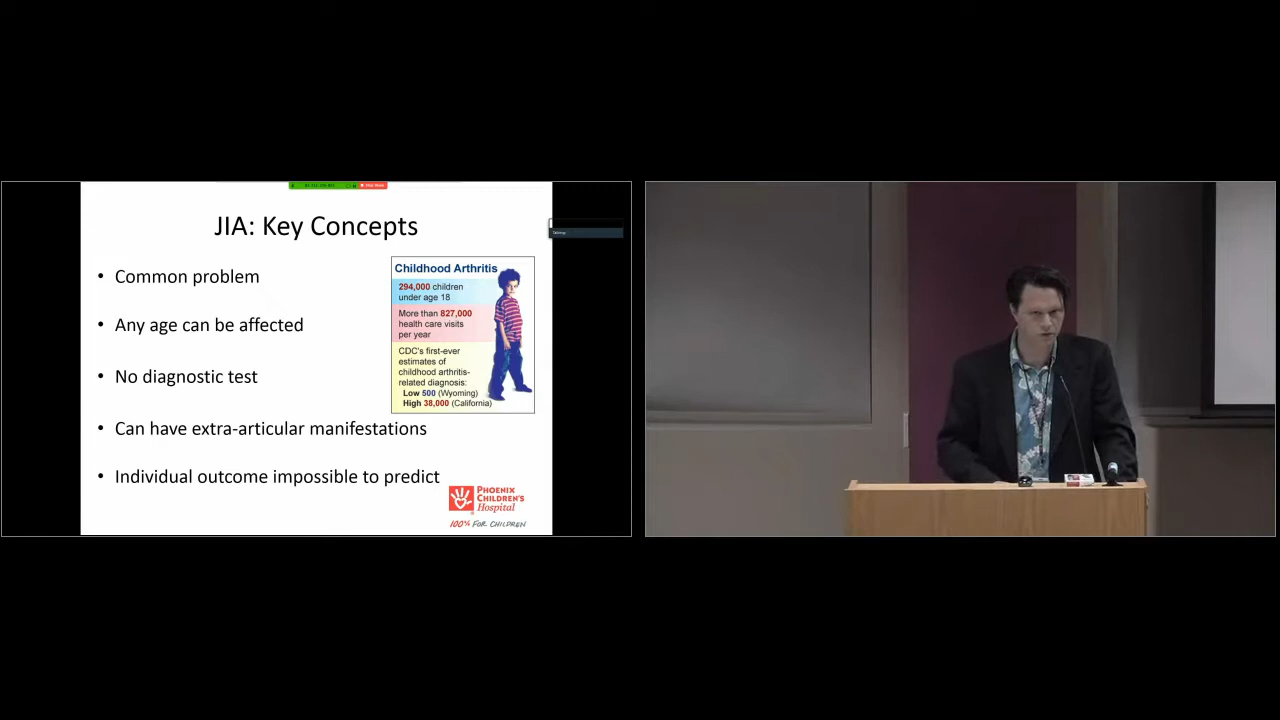 JIA: Key Concepts
• Common problem
• Any age can be affected
• No diagnostic test
• Can have extra-articular manifestations
• Individual outcome impossible to predict
Childhood Arthritis
294,000 children
under age 18
More than 827,000
health care visits
per year
CDC's first-ever
estimates of
childhood arthritis-
related diagnosis:
Low 500 (Wyoming)
High 38,000 (California)
PHOENIX
CHILDREN'S
Hospital
100% FOR CHILDREN